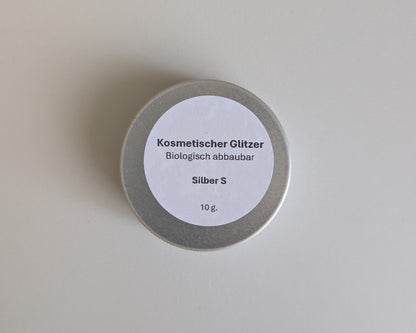 Kosmetischer Glitzer
Biologisch abbaubar
Silber S
10 g.